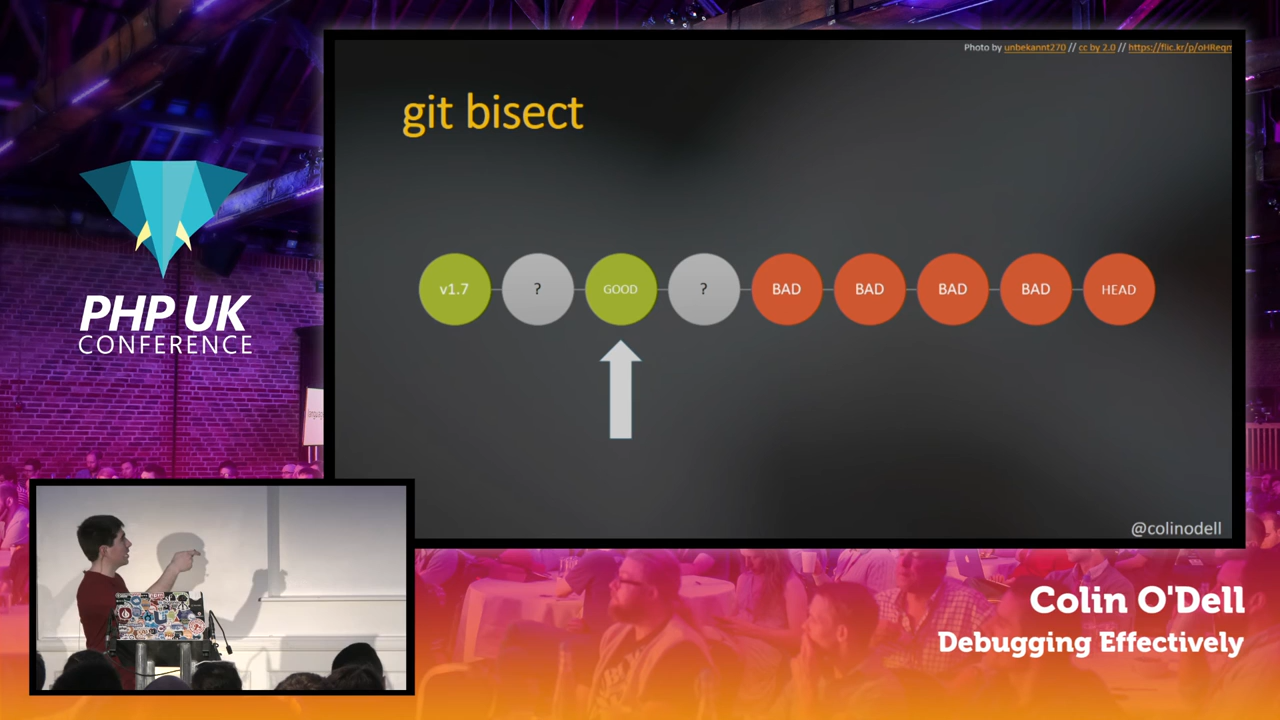 Photo by unbekannt270 // cc by 2.0 // https://flic.kr/p/oHReqm
git bisect
v1.7
?
GOOD
?
BAD
BAD
BAD
BAD
HEAD
PHP UK
CONFERENCE
@colinodell
Colin O'Dell
Debugging Effectively